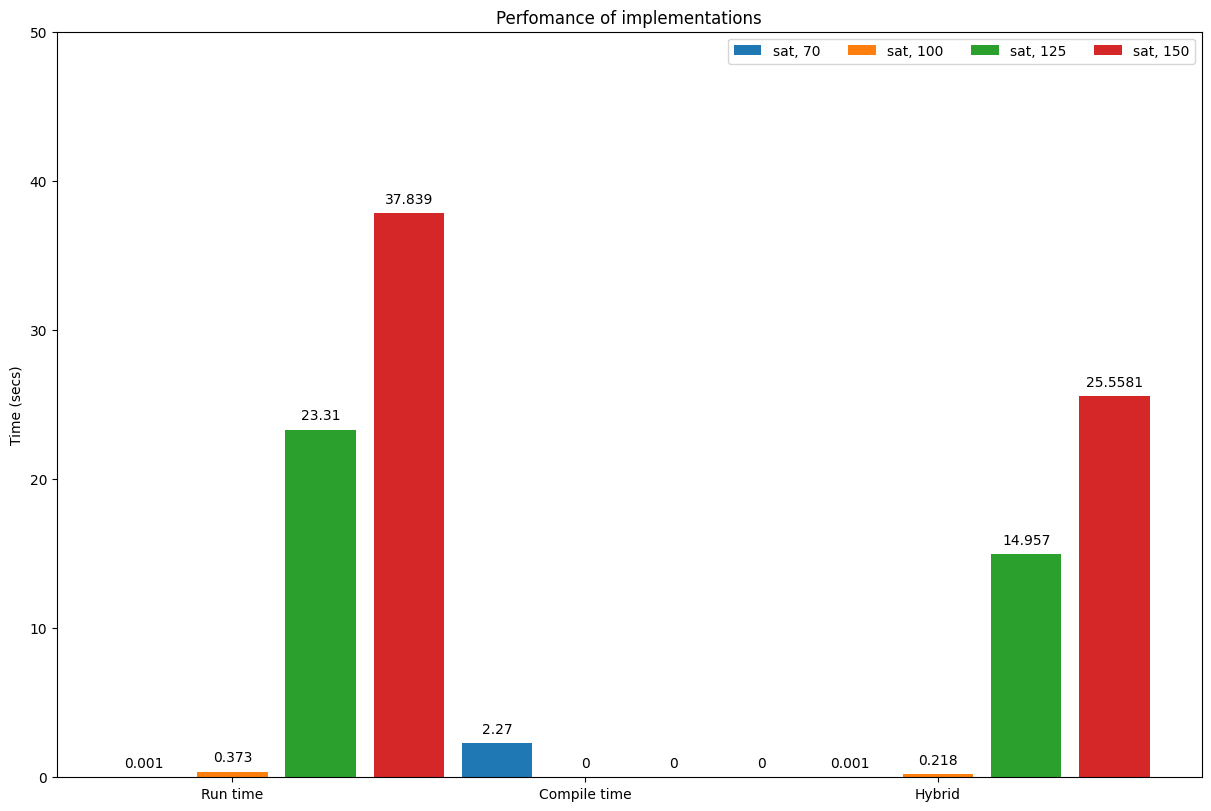 Perfomance of implementations
50
sat, 70 sat, 100 sat, 125 sat, 150
40
37.839
30
Time (secs)
25.5581
23.31
20
14.957
10
2.27
0.001 0.373 0 0 0 0.001 0.218
0
Run time Compile time Hybrid